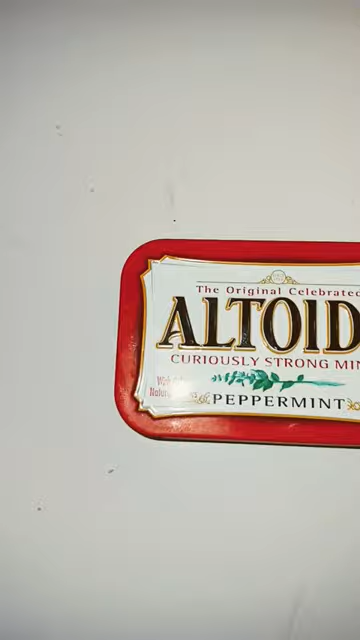 The Original Celebrated
ALTOID
CURIOUSLY STRONG MIN
PEPPERMINT